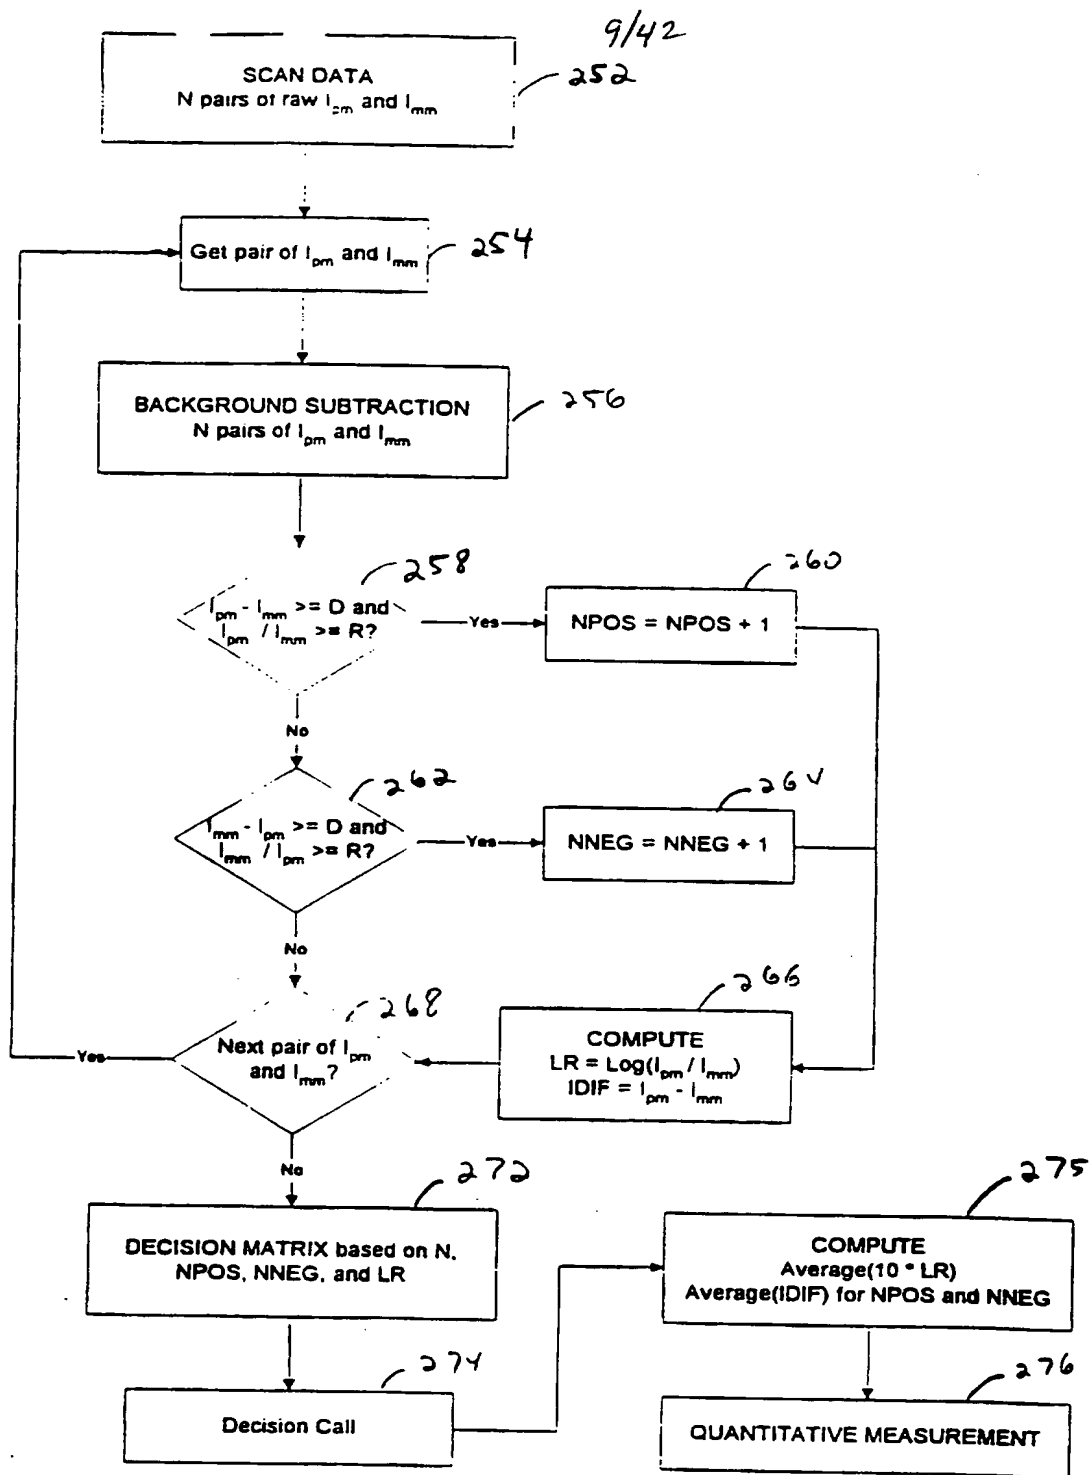 9/42
SCAN DATA
N pairs of raw Ipm and Imm
252
Get pair of Ipm and Imm
254
BACKGROUND SUBTRACTION
N pairs of Ipm and Imm
256
258
Ipm - Imm >= D and
Ipm / Imm >= R?
Yes
260
NPOS = NPOS + 1
No
262
Imm - Ipm >= D and
Imm / Ipm >= R?
Yes
264
NNEG = NNEG + 1
No
268
Next pair of Ipm
and Imm?
Yes
266
COMPUTE
LR = Log(Ipm / Imm)
IDIF = Ipm - Imm
No
272
DECISION MATRIX based on N,
NPOS, NNEG, and LR
275
COMPUTE
Average(10 * LR)
Average(IDIF) for NPOS and NNEG
274
Decision Call
276
QUANTITATIVE MEASUREMENT